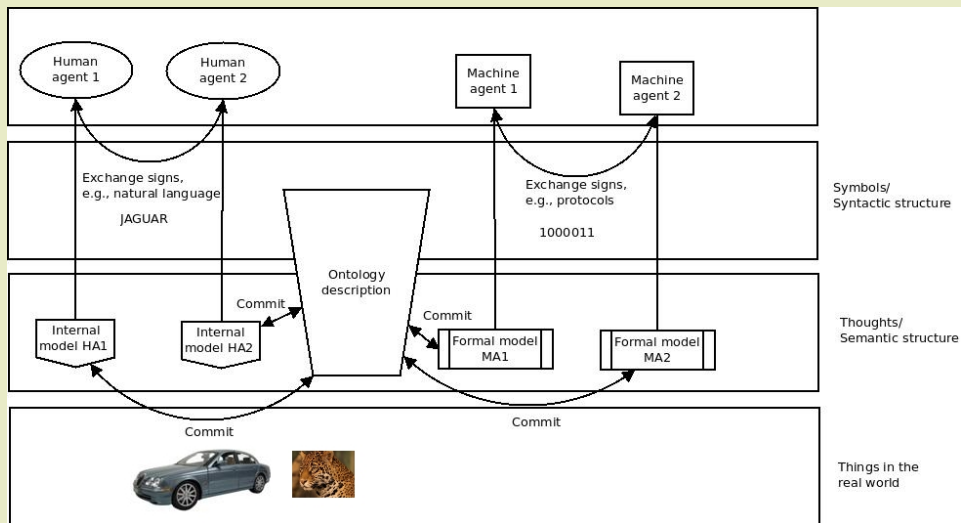 Human
agent 1
Human
agent 2
Machine
agent 1
Machine
agent 2
Exchange signs,
e.g., natural language
JAGUAR
Exchange signs,
e.g., protocols
1000011
Symbols/
Syntactic structure
Ontology
description
Commit
Commit
Internal
model HA1
Internal
model HA2
Formal model
MA1
Formal model
MA2
Thoughts/
Semantic structure
Commit
Commit
Things in the
real world